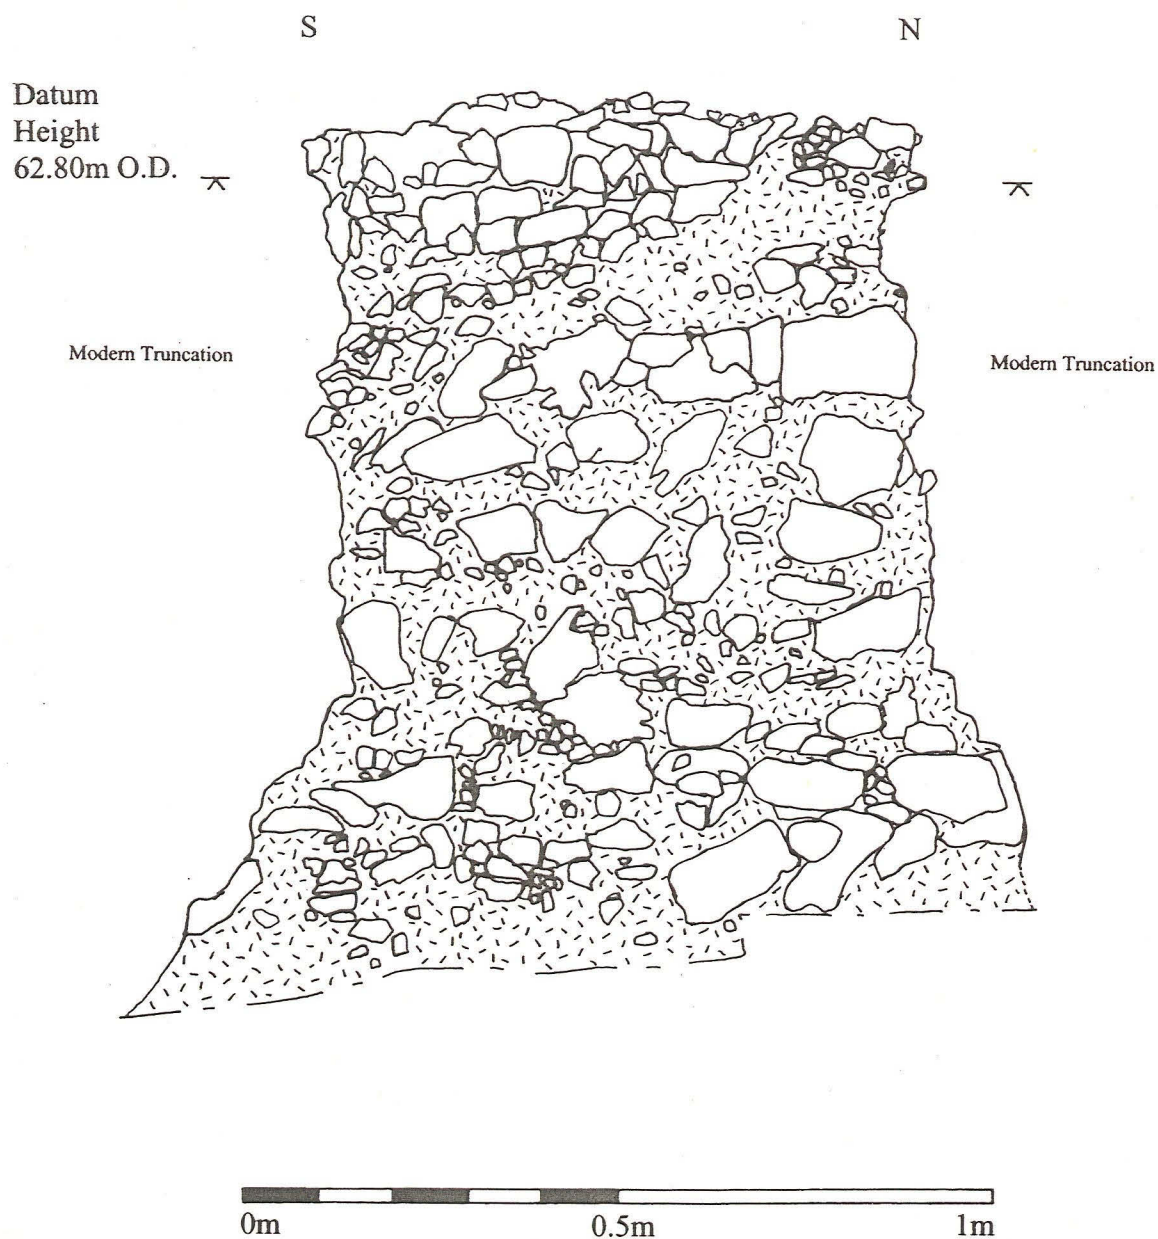 S N
Datum
Height
62.80m O.D.
Modern Truncation Modern Truncation
0m 0.5m 1m